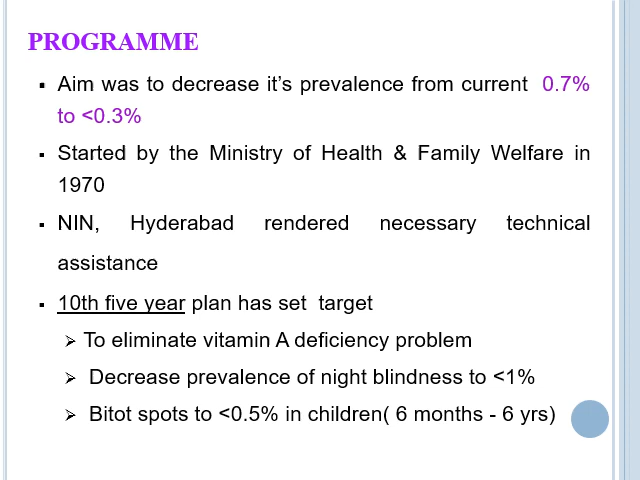 PROGRAMME
▪ Aim was to decrease it’s prevalence from current 0.7%
to <0.3%
▪ Started by the Ministry of Health & Family Welfare in
1970
▪ NIN, Hyderabad rendered necessary technical
assistance
▪ 10th five year plan has set target
➢ To eliminate vitamin A deficiency problem
➢ Decrease prevalence of night blindness to <1%
➢ Bitot spots to <0.5% in children( 6 months - 6 yrs)